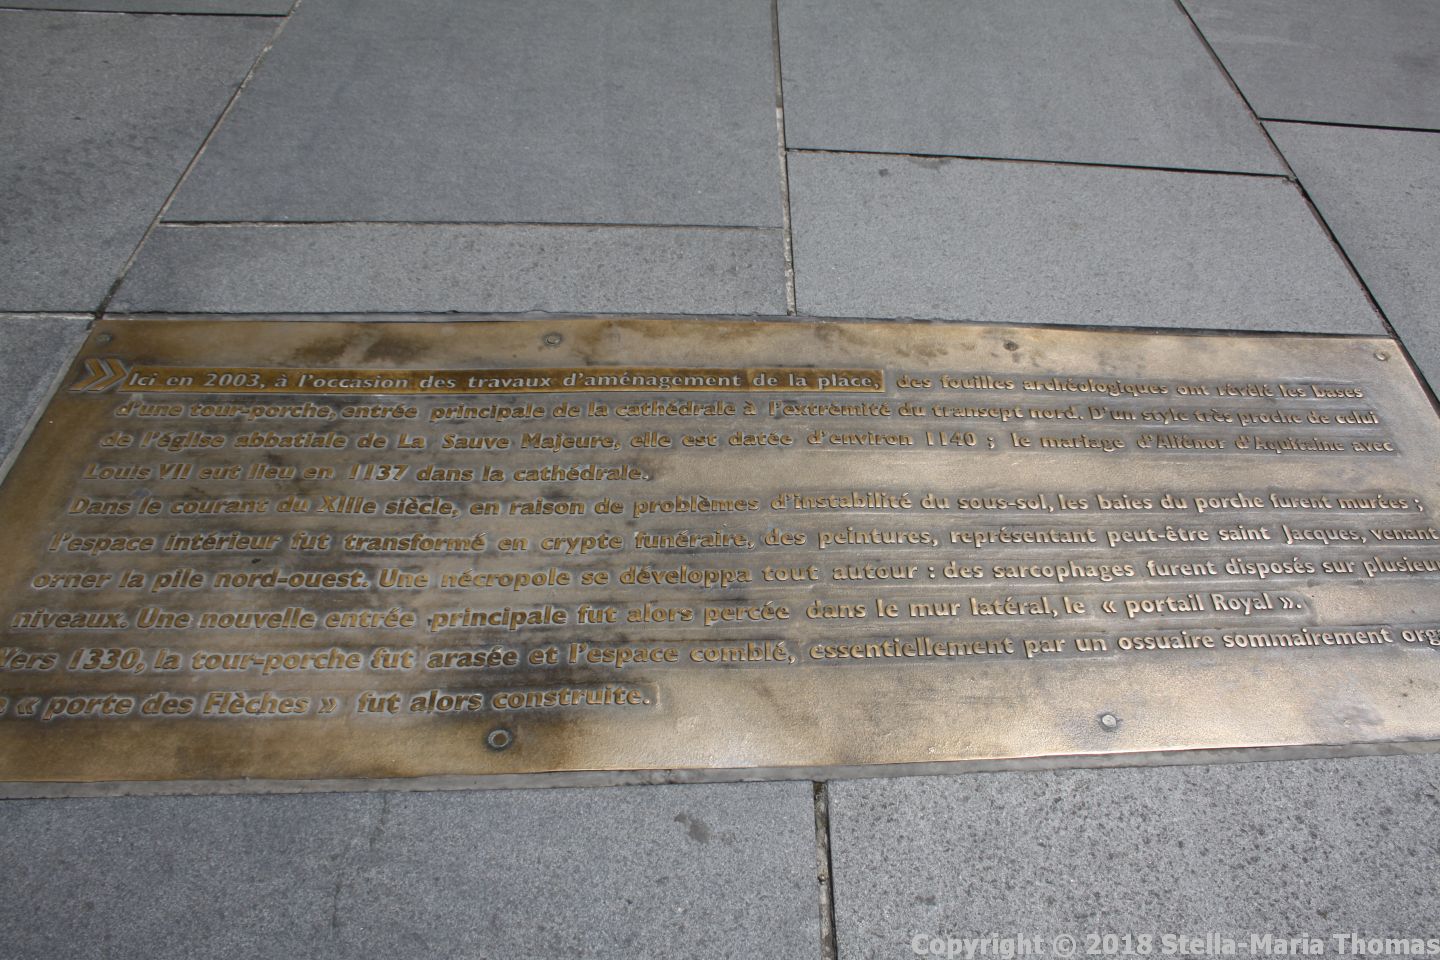 Ici en 2003, à l'occasion des travaux d'aménagement de la place, des fouilles archéologiques ont révélé les bases
d'une tour-porche, entrée principale de la cathédrale à l'extrémité du transept nord. D'un style très proche de celui
de l'église abbatiale de La Sauve Majeure, elle est datée d'environ 1140 ; le mariage d'Aliénor d'Aquitaine avec
Louis VII eut lieu en 1137 dans la cathédrale.
Dans le courant du XIIIe siècle, en raison de problèmes d'instabilité du sous-sol, les baies du porche furent murées ;
l'espace intérieur fut transformé en crypte funéraire, des peintures, représentant peut-être saint Jacques, venant
orner la pile nord-ouest. Une nécropole se développa tout autour : des sarcophages furent disposés sur
niveaux. Une nouvelle entrée principale fut alors percée dans le mur latéral, le « portail Royal ».
Vers 1330, la tour-porche fut arasée et l'espace comblé, essentiellement par un ossuaire sommairement
« porte des Flèches » fut alors construite.
Copyright © 2018 Stella-Maria Thomas